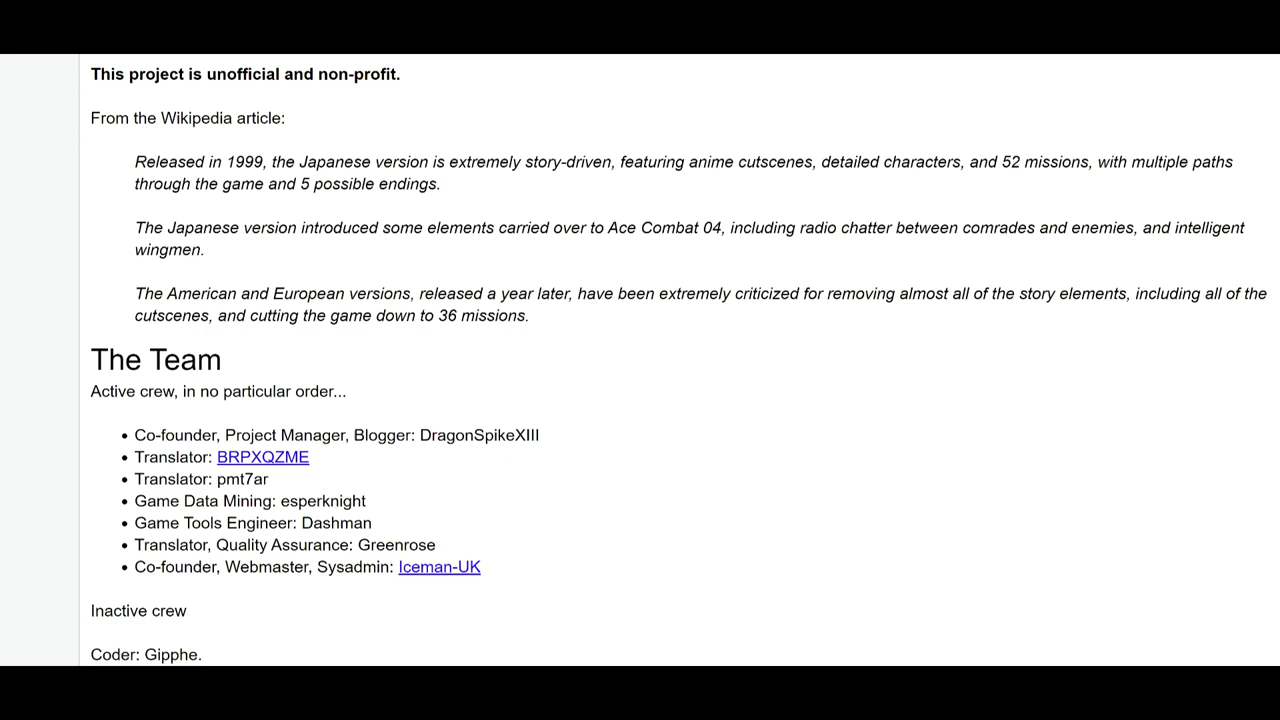 This project is unofficial and non-profit.
From the Wikipedia article:
Released in 1999, the Japanese version is extremely story-driven, featuring anime cutscenes, detailed characters, and 52 missions, with multiple paths
through the game and 5 possible endings.
The Japanese version introduced some elements carried over to Ace Combat 04, including radio chatter between comrades and enemies, and intelligent
wingmen.
The American and European versions, released a year later, have been extremely criticized for removing almost all of the story elements, including all of the
cutscenes, and cutting the game down to 36 missions.
The Team
Active crew, in no particular order...
• Co-founder, Project Manager, Blogger: DragonSpikeXIII
• Translator: BRPXQZME
• Translator: pmt7ar
• Game Data Mining: esperknight
• Game Tools Engineer: Dashman
• Translator, Quality Assurance: Greenrose
• Co-founder, Webmaster, Sysadmin: Iceman-UK
Inactive crew
Coder: Gipphe.